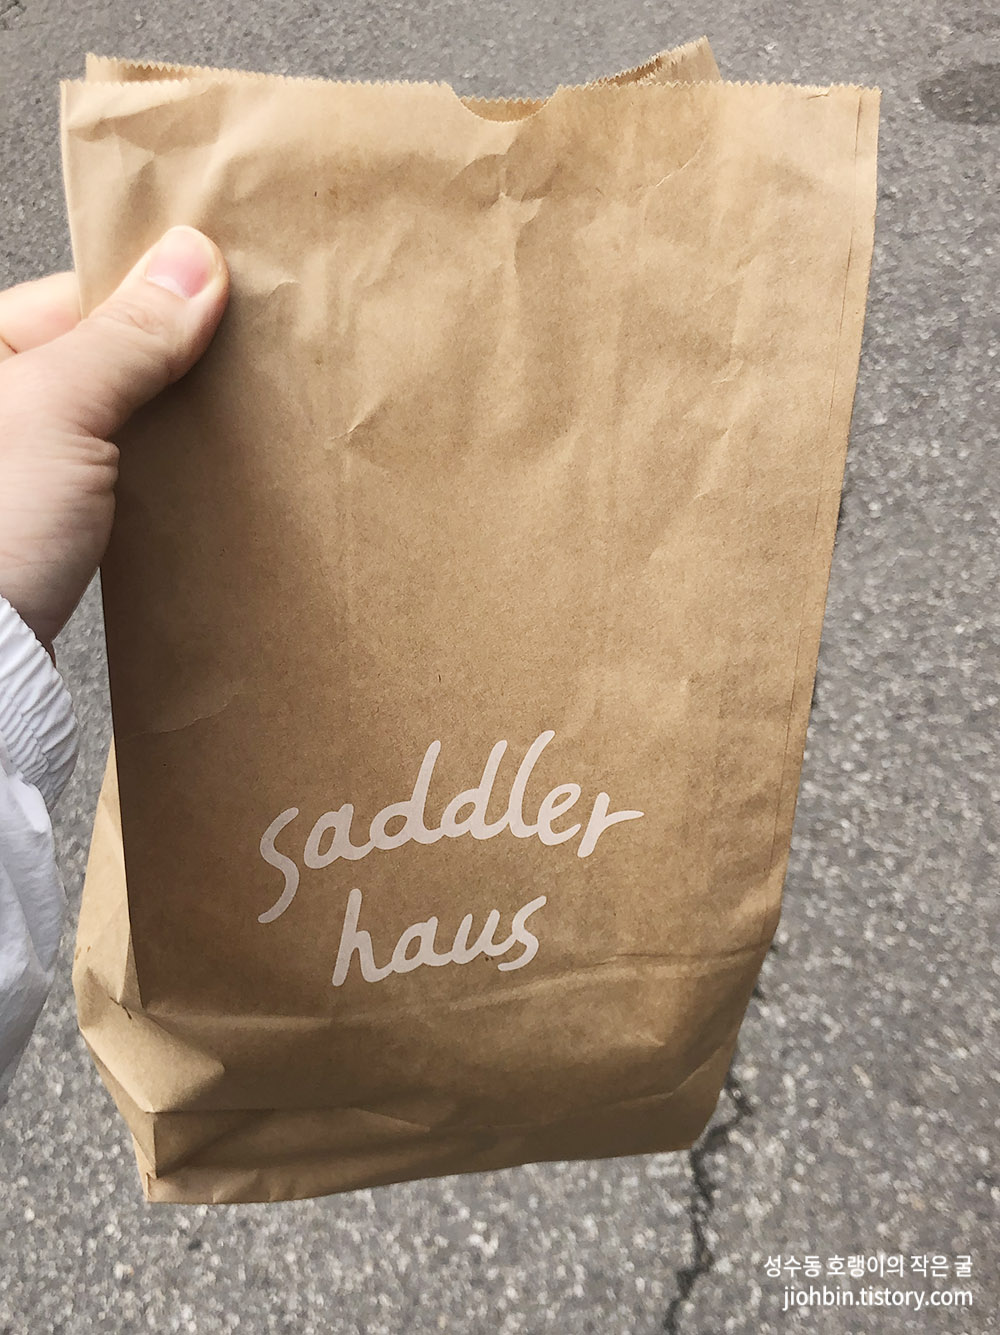 saddler
haus
성수동 호랭이의 작은 굴
jiohbin.tistory.com